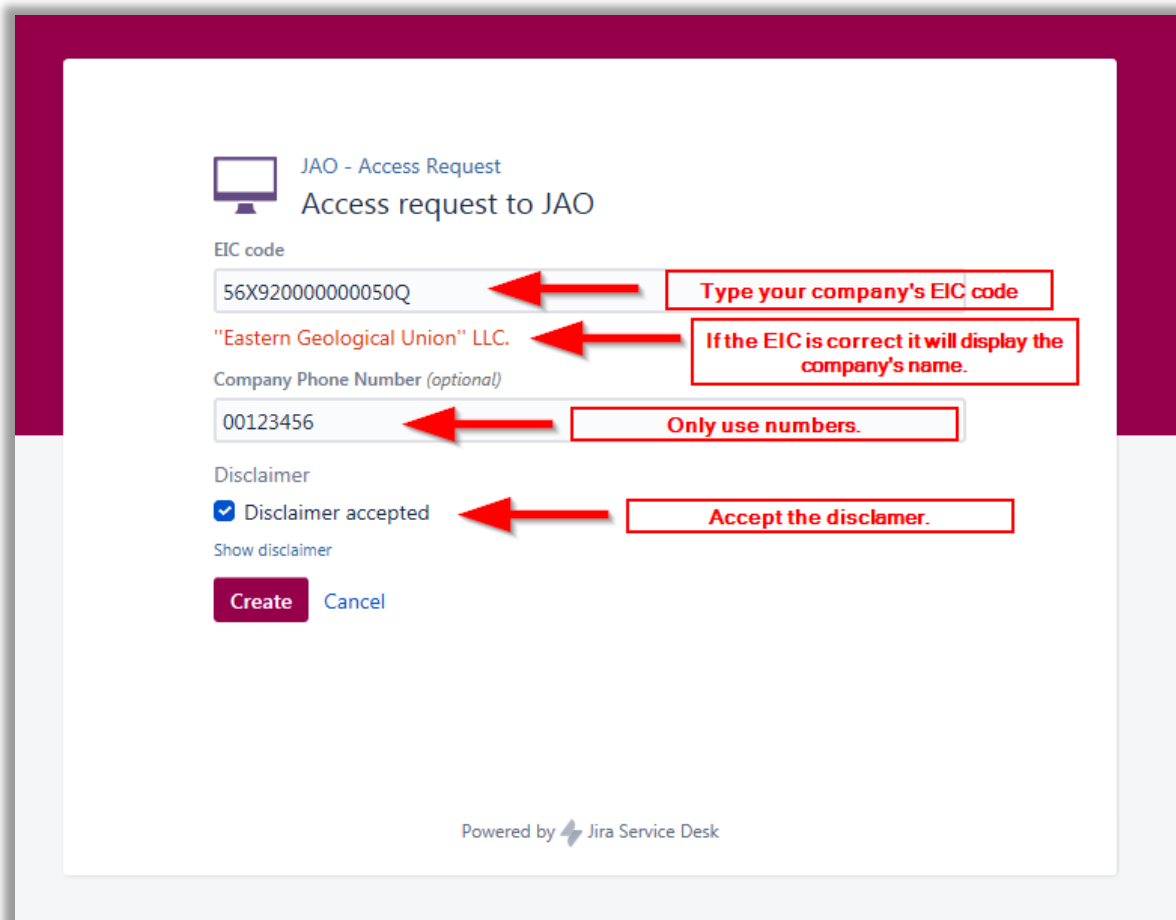 JAO - Access Request
Access request to JAO
EIC code
56X920000000050Q
Type your company's EIC code
"Eastern Geological Union" LLC.
If the EIC is correct it will display the
company's name.
Company Phone Number (optional)
00123456
Only use numbers.
Disclaimer
Disclaimer accepted
Accept the disclamer.
Show disclaimer
Create
Cancel
Powered by Jira Service Desk